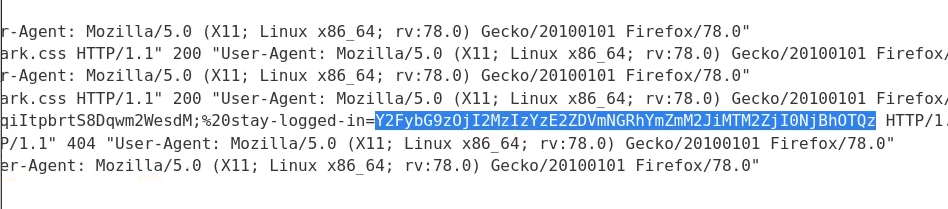 r-Agent: Mozilla/5.0 (X11; Linux x86_64; rv:78.0) Gecko/20100101 Firefox/78.0"
ark.css HTTP/1.1" 200 "User-Agent: Mozilla/5.0 (X11; Linux x86_64; rv:78.0) Gecko/20100101 Firefox/
r-Agent: Mozilla/5.0 (X11; Linux x86_64; rv:78.0) Gecko/20100101 Firefox/78.0"
ark.css HTTP/1.1" 200 "User-Agent: Mozilla/5.0 (X11; Linux x86_64; rv:78.0) Gecko/20100101 Firefox/
qiItpbrtS8Dqwm2WesdM;%20stay-logged-in=Y2FybG9zOjI2MzIzYzE2ZDVmNGRhYmZmM2JiMTM2ZjI0NjBhOTQz HTTP/1.
P/1.1" 404 "User-Agent: Mozilla/5.0 (X11; Linux x86_64; rv:78.0) Gecko/20100101 Firefox/78.0"
er-Agent: Mozilla/5.0 (X11; Linux x86_64; rv:78.0) Gecko/20100101 Firefox/78.0"